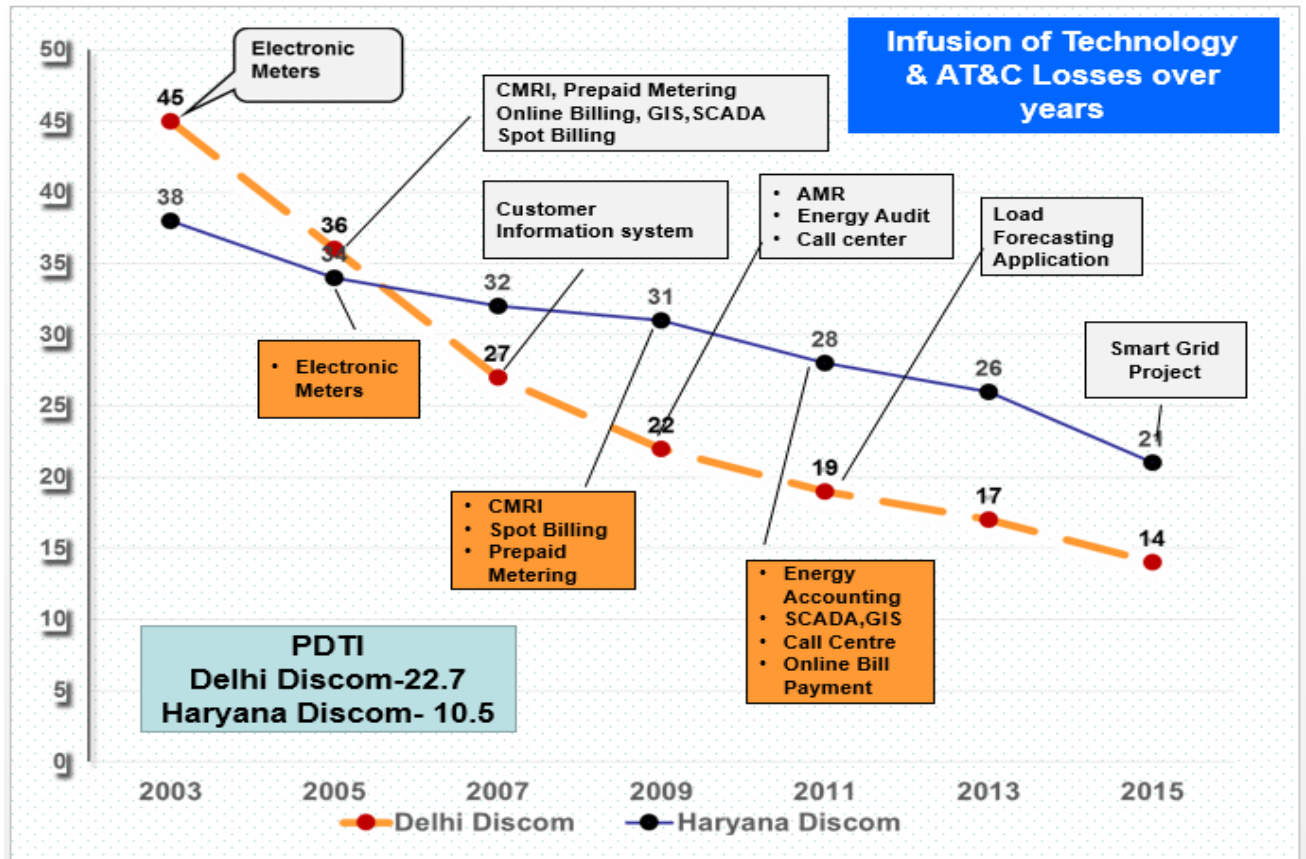 Infusion of Technology
& AT&C Losses over
years
50
45
40
35
30
25
20
15
10
5
0
Electronic
Meters
CMRI, Prepaid Metering
Online Billing, GIS,SCADA
Spot Billing
Customer
Information system
• AMR
• Energy Audit
• Call center
Load
Forecasting
Application
Smart Grid
Project
45
36
27
22
19
17
14
38
34
32
31
28
26
21
• Electronic
Meters
• CMRI
• Spot Billing
• Prepaid
Metering
• Energy
Accounting
• SCADA,GIS
• Call Centre
• Online Bill
Payment
PDTI
Delhi Discom-22.7
Haryana Discom- 10.5
2003 2005 2007 2009 2011 2013 2015
Delhi Discom Haryana Discom